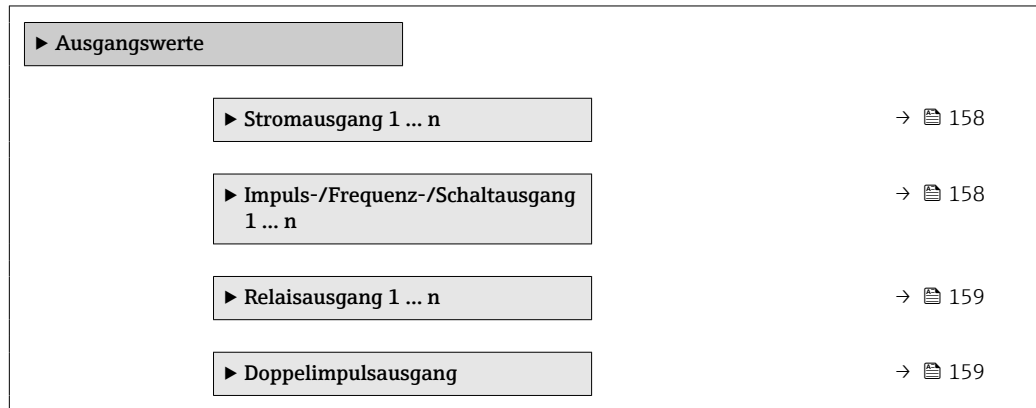 ▶ Ausgangswerte
▶ Stromausgang 1 ... n → 158
▶ Impuls-/Frequenz-/Schaltausgang → 158
1 ... n
▶ Relaisausgang 1 ... n → 159
▶ Doppelimpulsausgang → 159